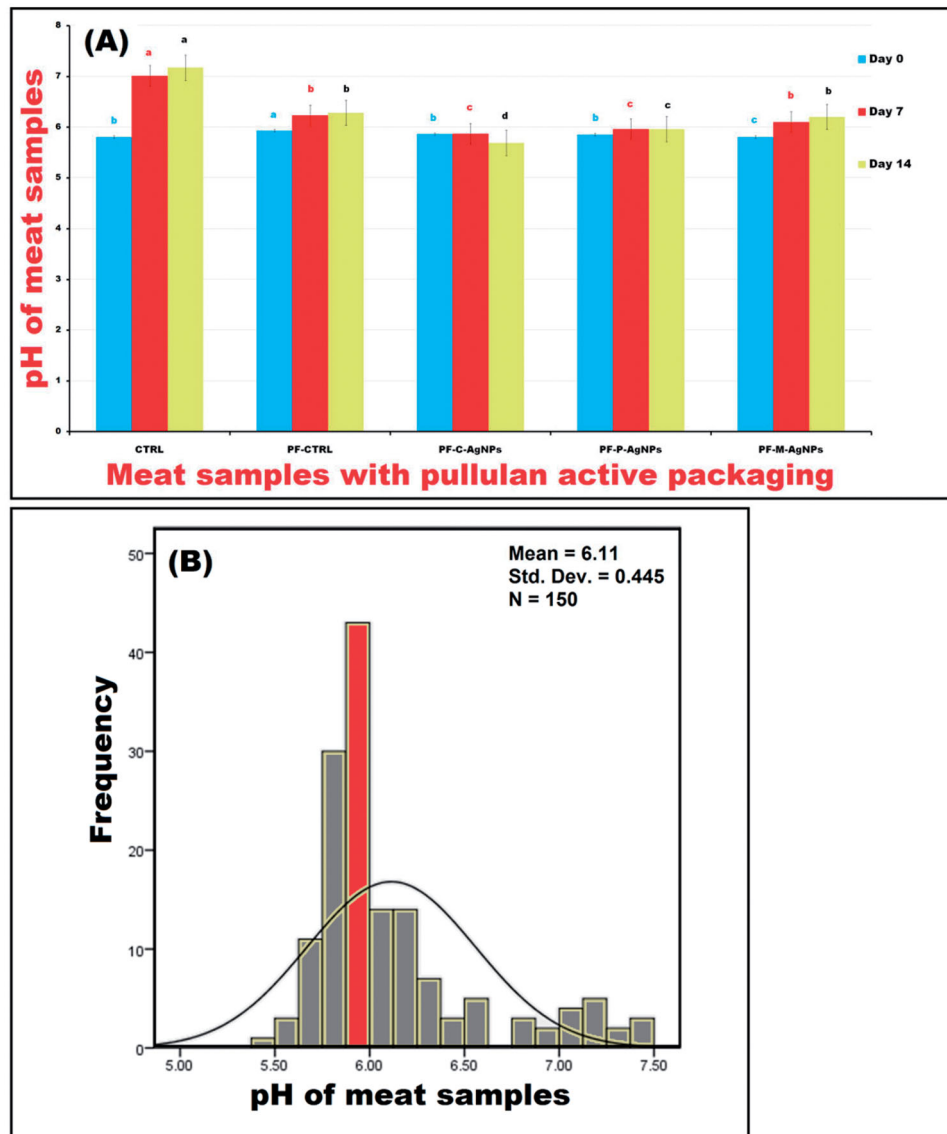 (A)
pH of meat samples
8
7
6
5
4
3
2
1
0
b
a
a
a
b
b
b
c
d
b
c
c
c
b
b
Day 0
Day 7
Day 14
CTRL
PF-CTRL
PF-C-AgNPs
PF-P-AgNPs
PF-M-AgNPs
Meat samples with pullulan active packaging
(B)
Mean = 6.11
Std. Dev. = 0.445
N = 150
Frequency
50
40
30
20
10
0
5.00
5.50
6.00
6.50
7.00
7.50
pH of meat samples